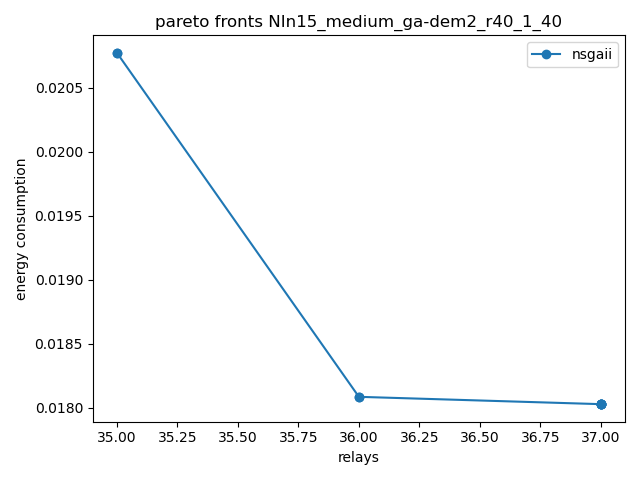 pareto fronts NIn15_medium_ga-dem2_r40_1_40
nsgaii
0.0205
0.0200
0.0195
0.0190
0.0185
0.0180
energy consumption
35.00 35.25 35.50 35.75 36.00 36.25 36.50 36.75 37.00
relays